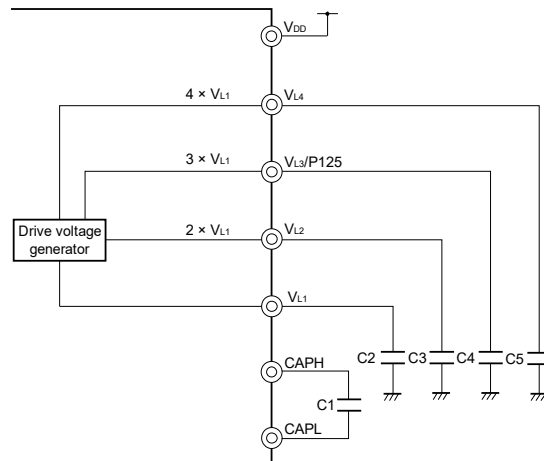 VDD
4 × VL1
VL4
3 × VL1
VL3/P125
Drive voltage
generator
2 × VL1
VL2
VL1
C2
C3
C4
C5
CAPH
C1
CAPL